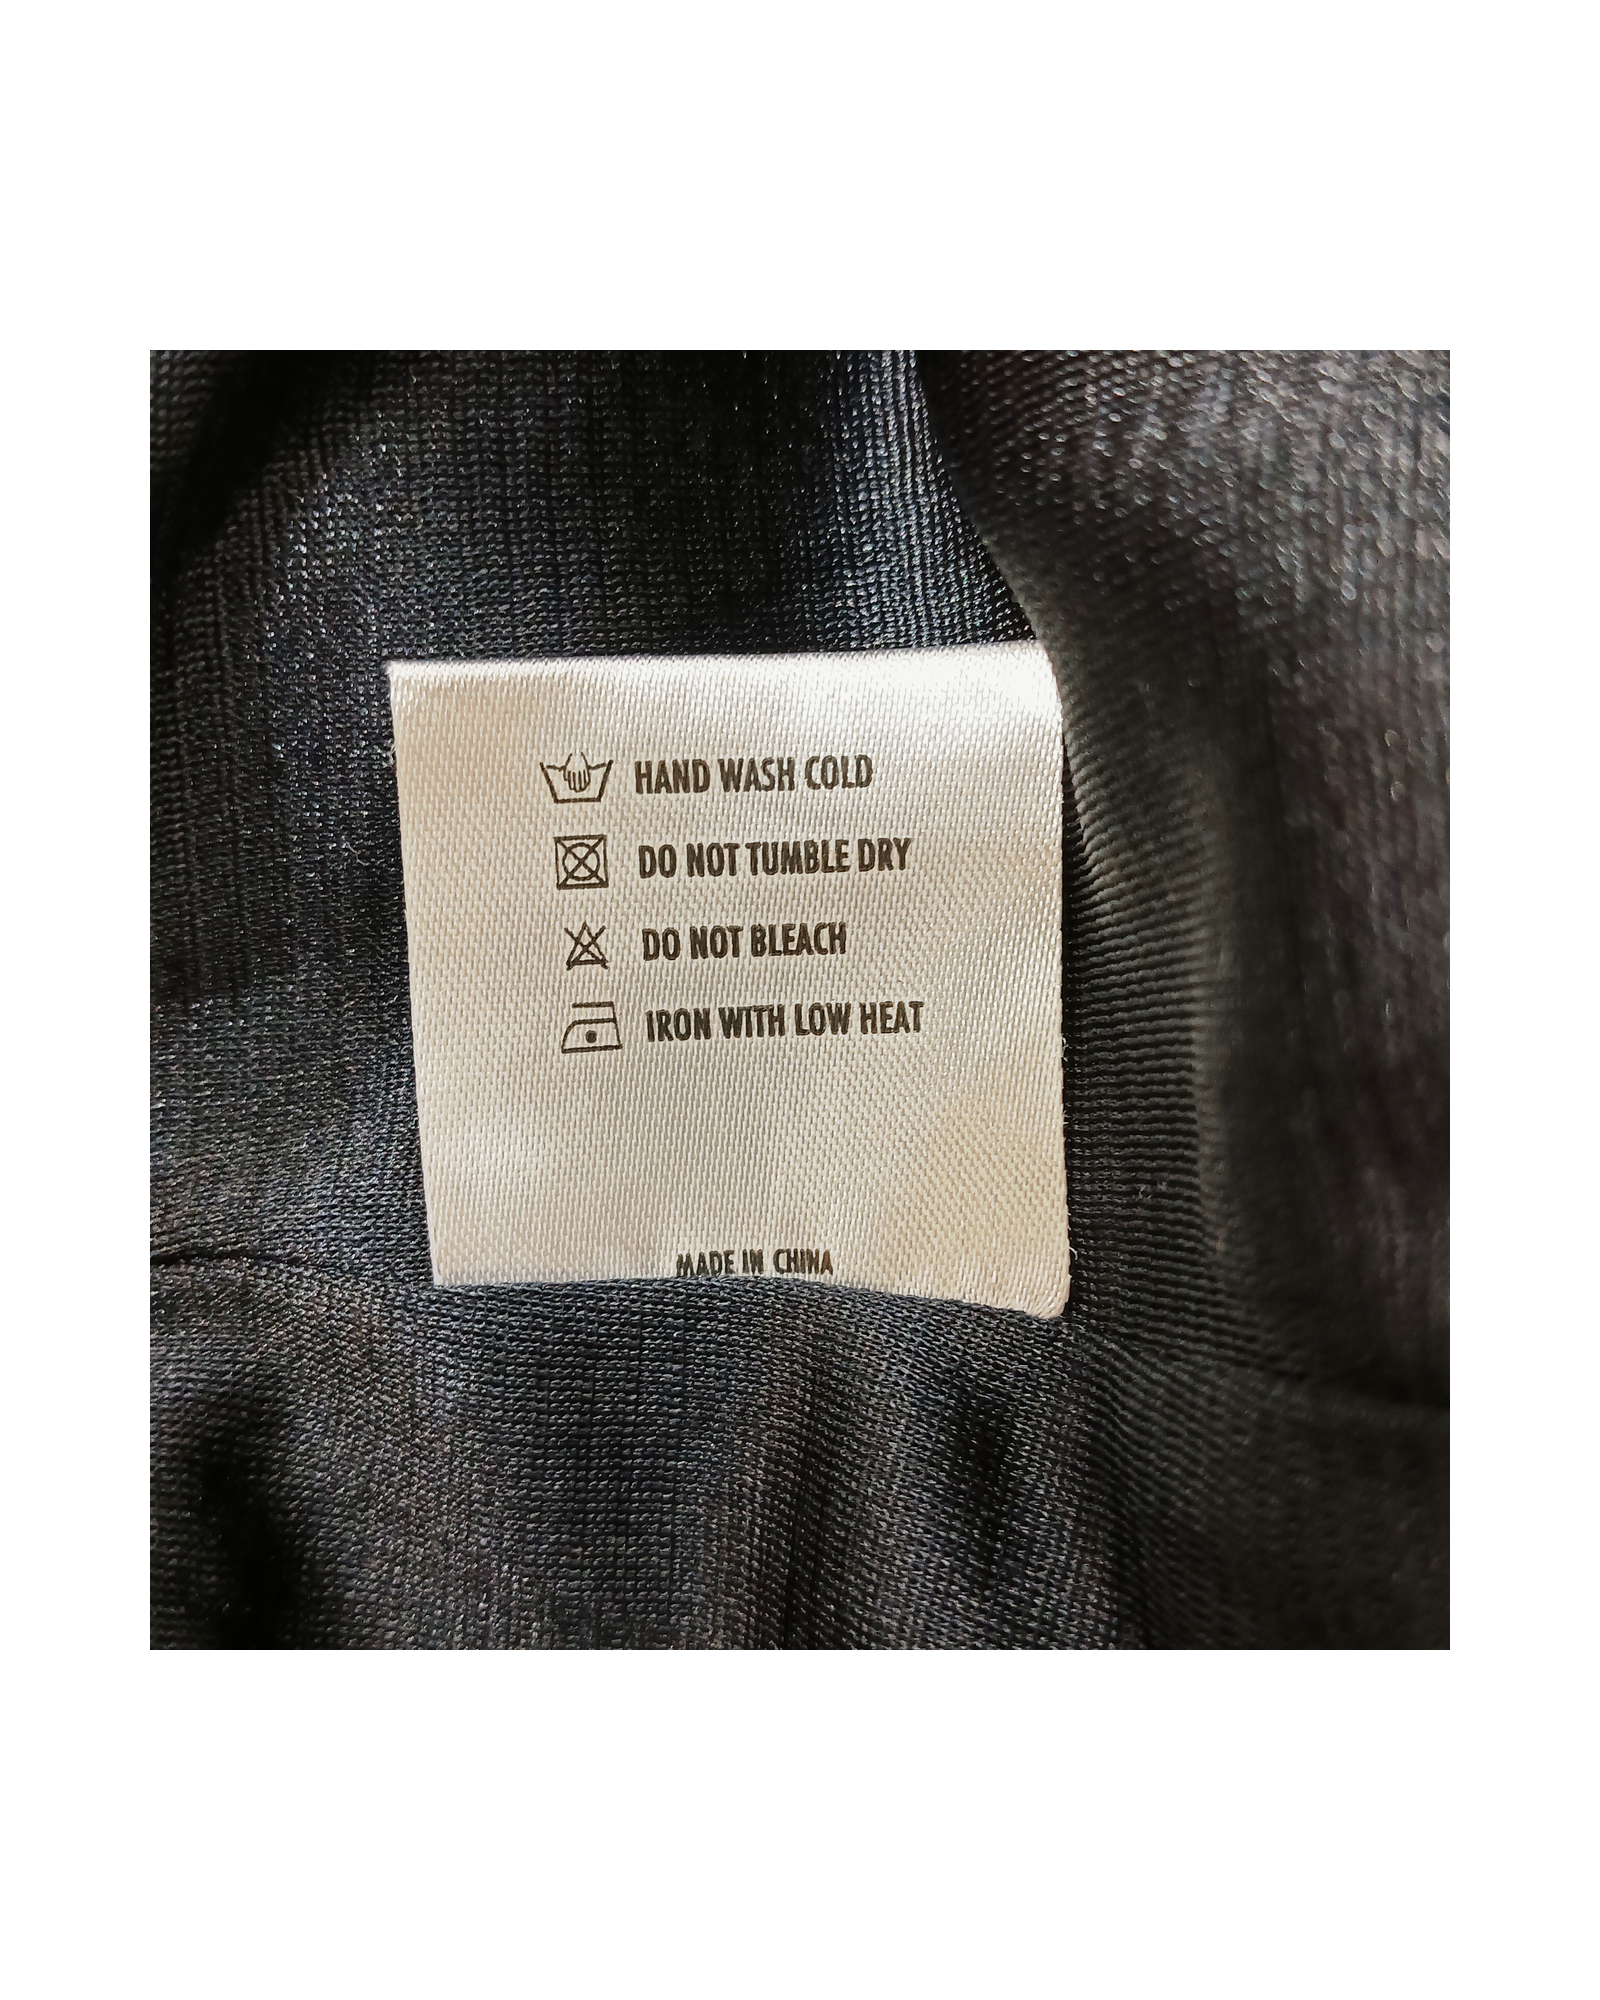 HAND WASH COLD
DO NOT TUMBLE DRY
DO NOT BLEACH
IRON WITH LOW HEAT
MADE IN CHINA